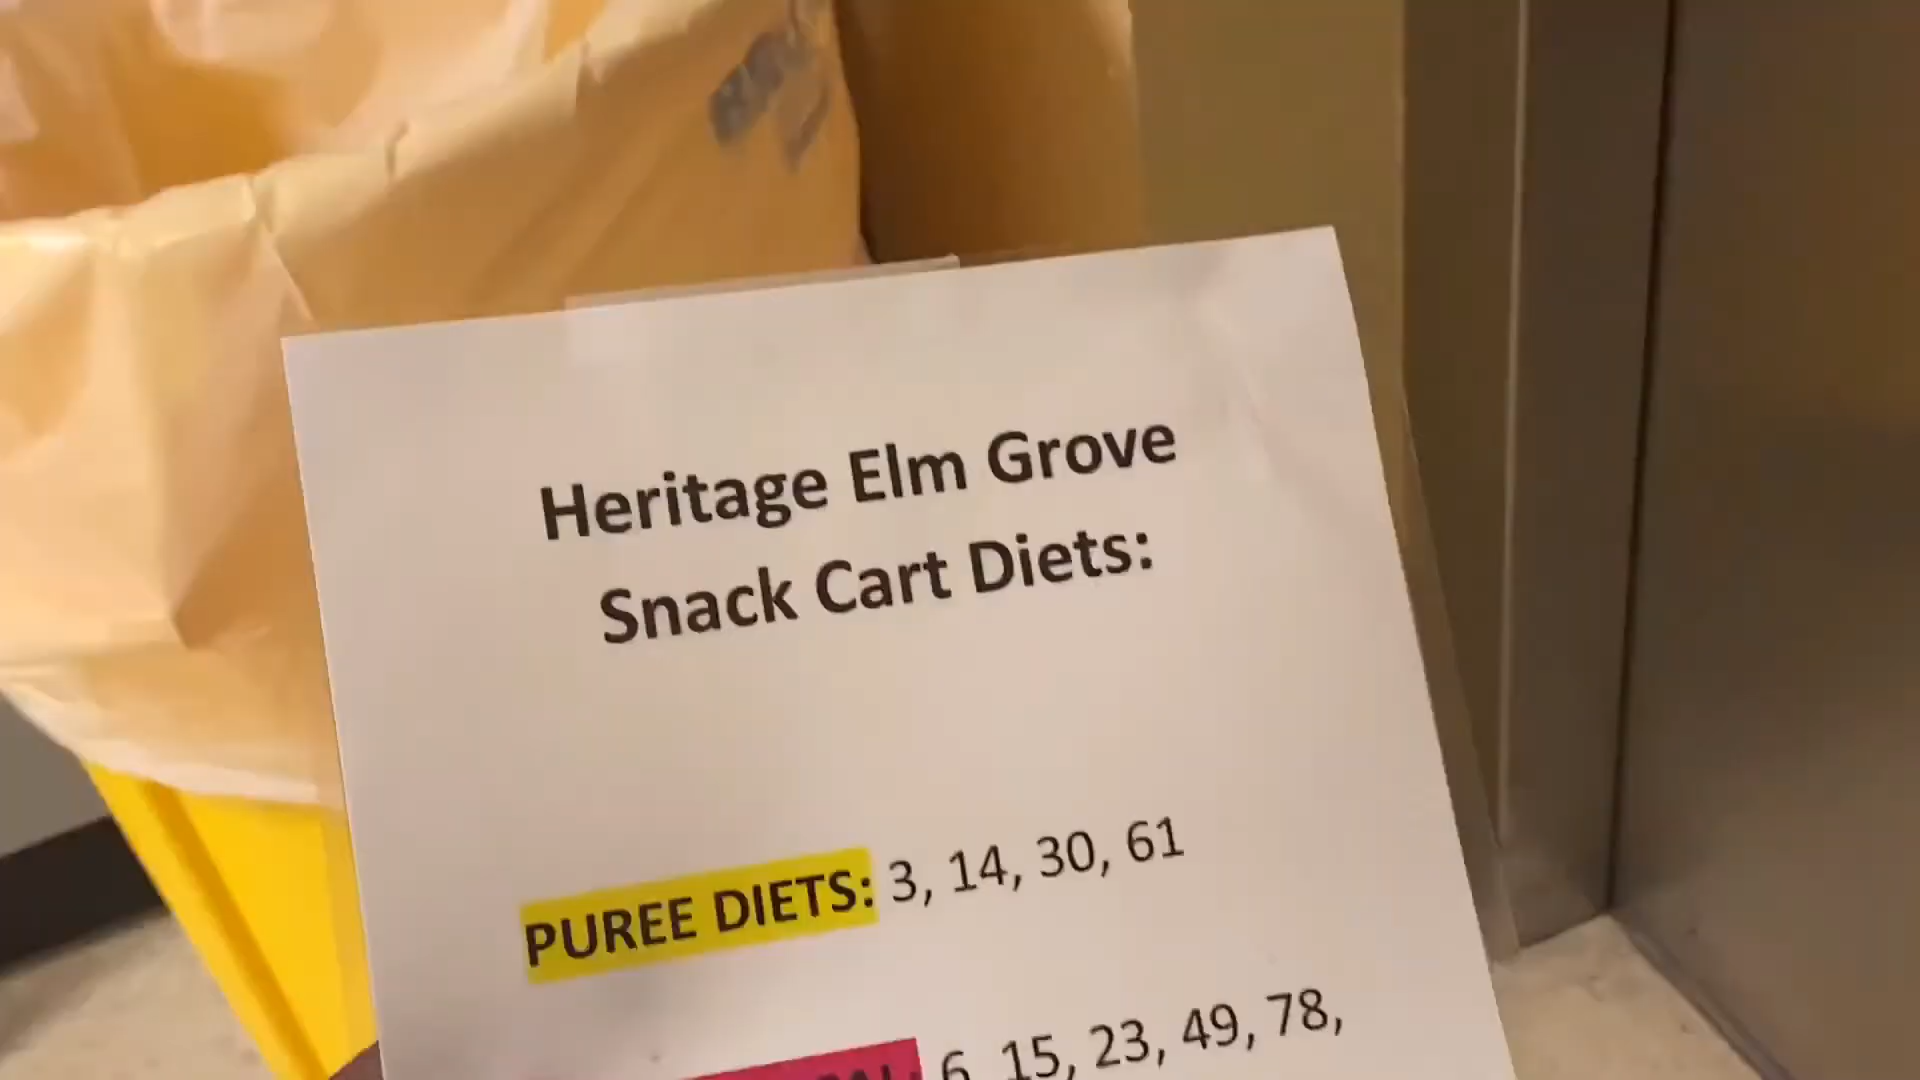 Heritage Elm Grove
Snack Cart Diets:
PUREE DIETS: 3, 14, 30, 61
6, 15, 23, 49, 78,